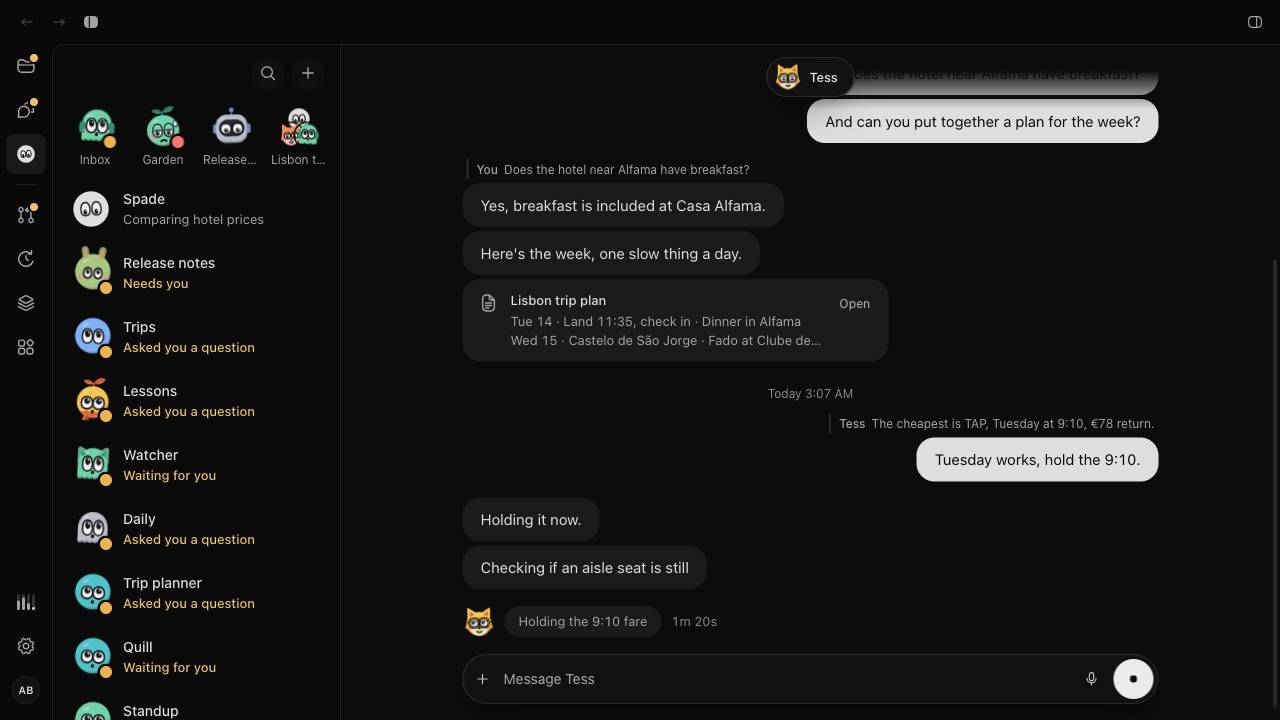 Inbox
Garden
Release...
Lisbon t...
Spade
Comparing hotel prices
Release notes
Needs you
Trips
Asked you a question
Lessons
Asked you a question
Watcher
Waiting for you
Daily
Asked you a question
Trip planner
Asked you a question
Quill
Waiting for you
Standup
AB
Tess
oes the hotel near Alfama have breakfast?
And can you put together a plan for the week?
You Does the hotel near Alfama have breakfast?
Yes, breakfast is included at Casa Alfama.
Here's the week, one slow thing a day.
Lisbon trip plan
Open
Tue 14 · Land 11:35, check in · Dinner in Alfama
Wed 15 · Castelo de São Jorge · Fado at Clube de...
Today 3:07 AM
Tess The cheapest is TAP, Tuesday at 9:10, €78 return.
Tuesday works, hold the 9:10.
Holding it now.
Checking if an aisle seat is still
Holding the 9:10 fare 1m 20s
Message Tess